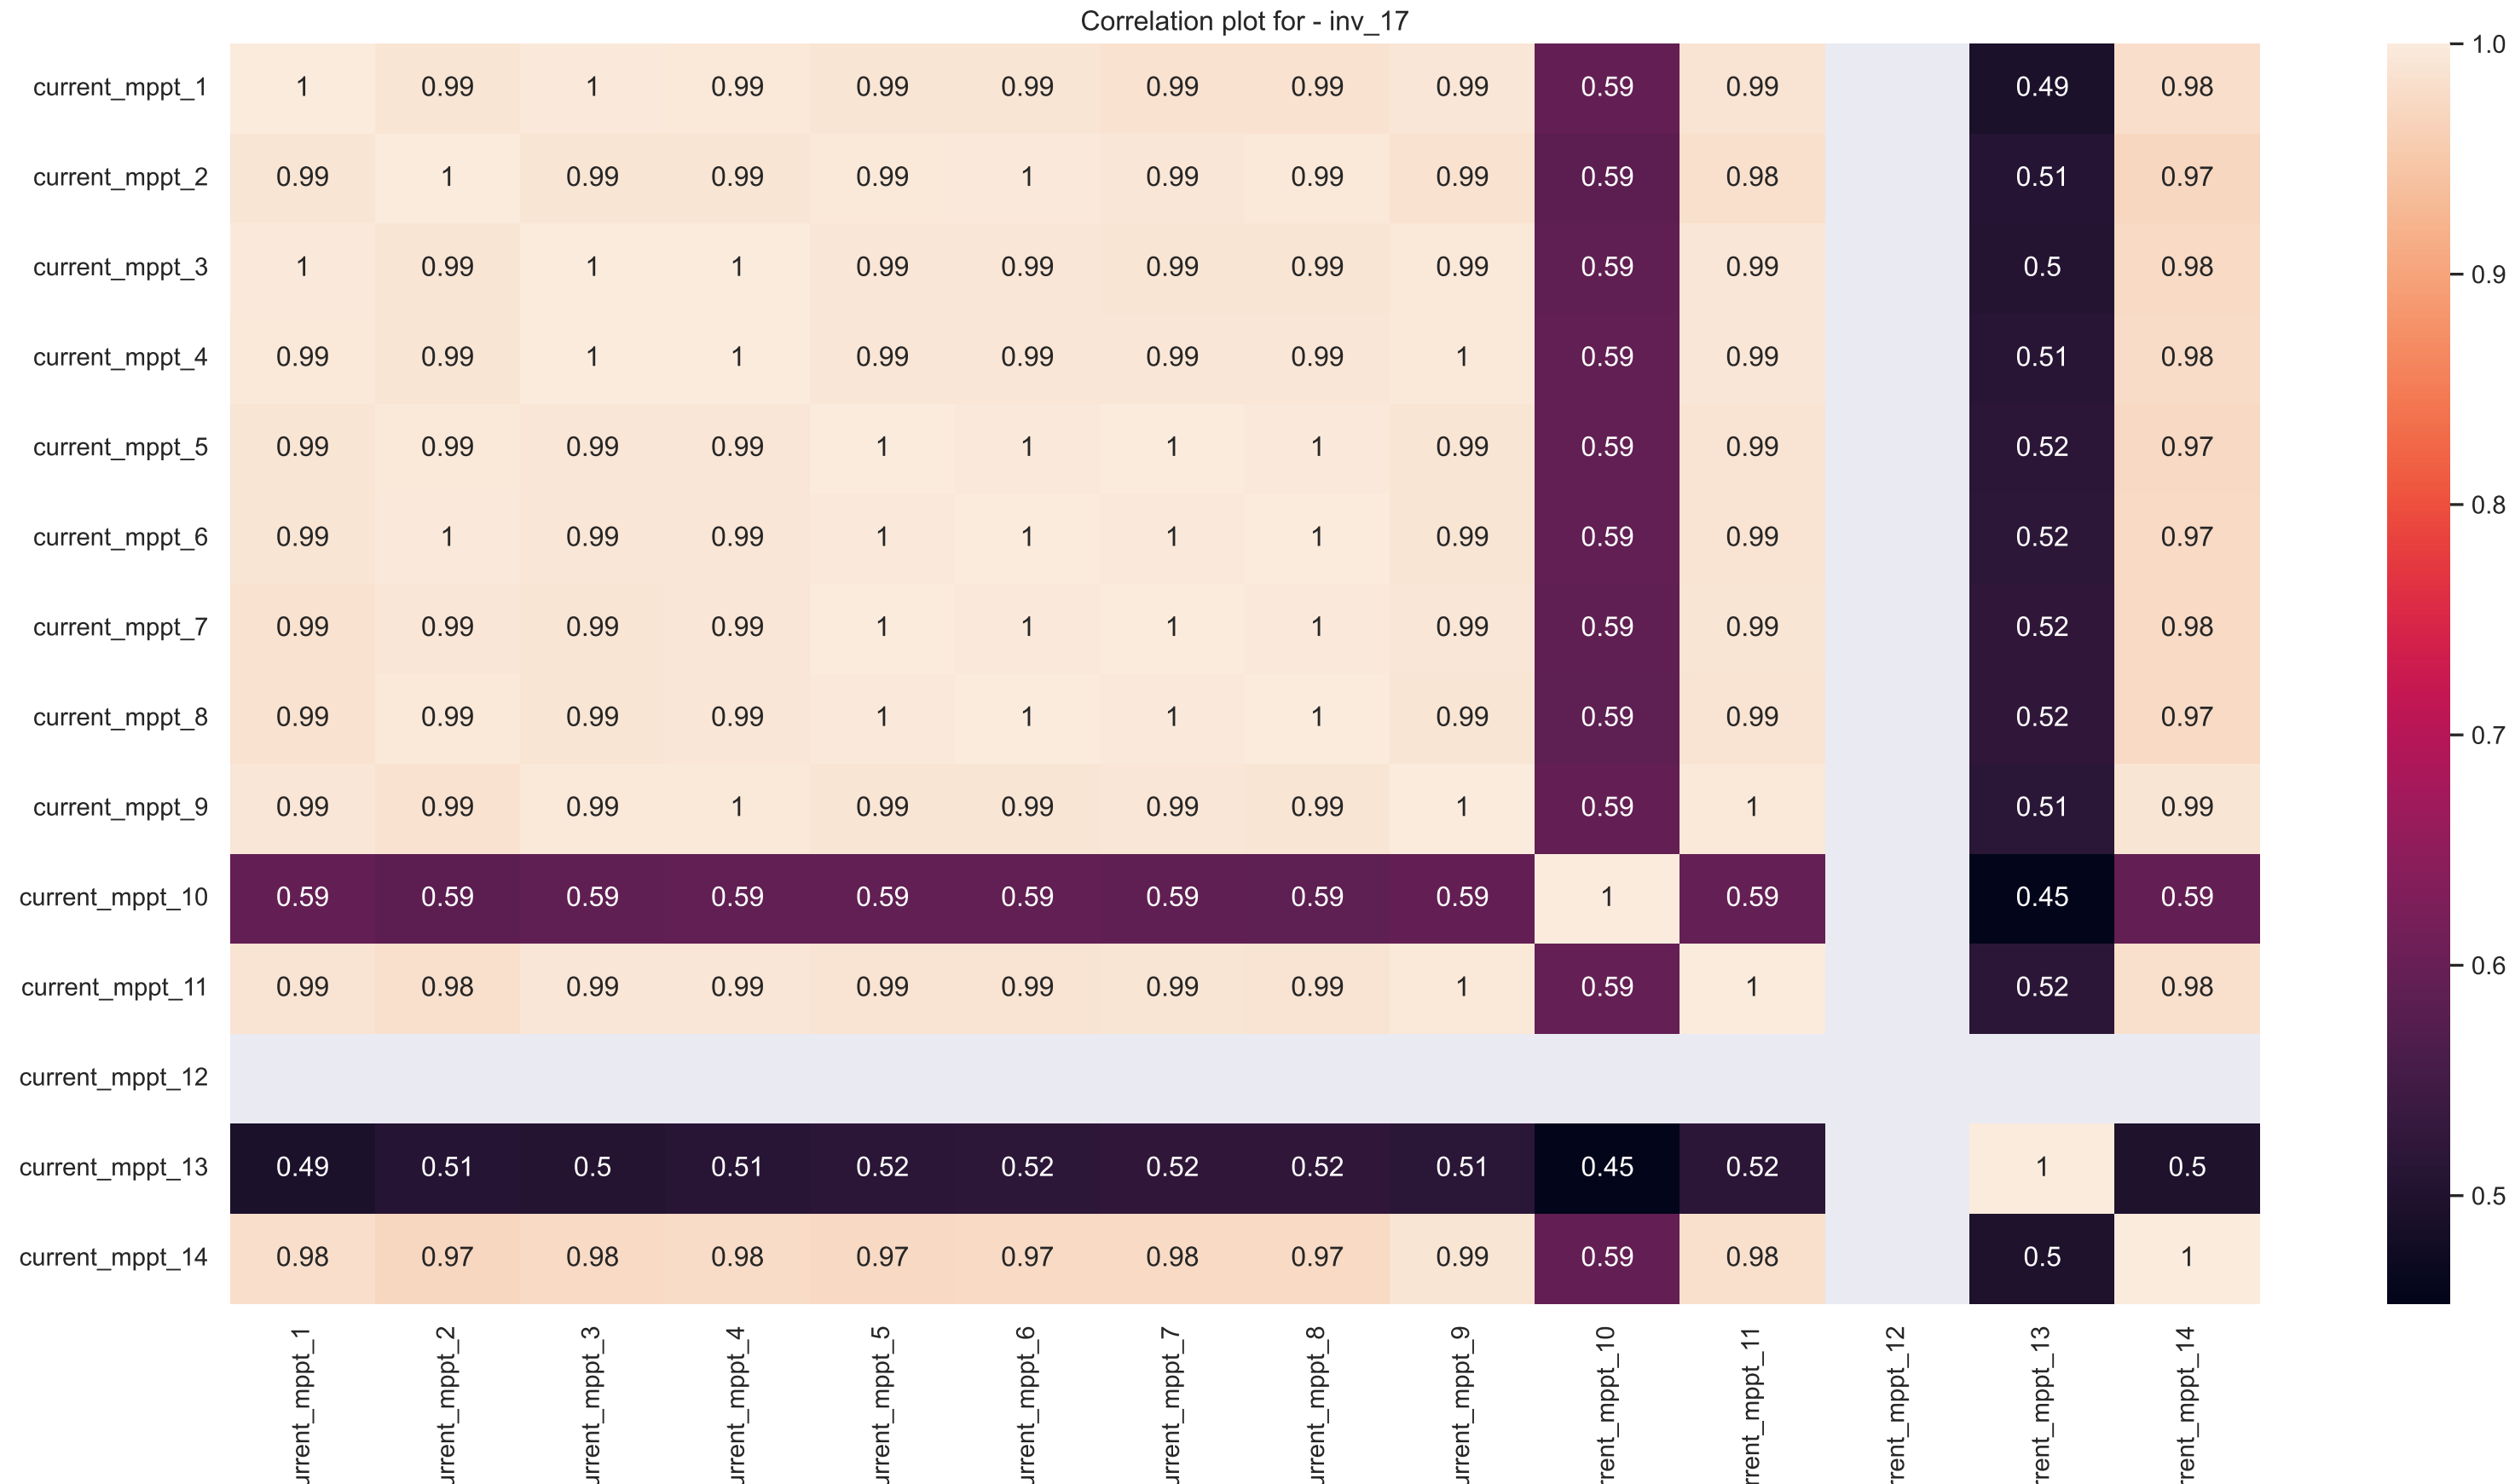 Correlation plot for - inv_17
current_mppt_1 1 0.99 1 0.99 0.99 0.99 0.99 0.99 0.99 0.59 0.99 0.49 0.98
current_mppt_2 0.99 1 0.99 0.99 0.99 1 0.99 0.99 0.99 0.59 0.98 0.51 0.97
current_mppt_3 1 0.99 1 1 0.99 0.99 0.99 0.99 0.99 0.59 0.99 0.5 0.98
current_mppt_4 0.99 0.99 1 1 0.99 0.99 0.99 0.99 1 0.59 0.99 0.51 0.98
current_mppt_5 0.99 0.99 0.99 0.99 1 1 1 1 0.99 0.59 0.99 0.52 0.97
current_mppt_6 0.99 1 0.99 0.99 1 1 1 1 0.99 0.59 0.99 0.52 0.97
current_mppt_7 0.99 0.99 0.99 0.99 1 1 1 1 0.99 0.59 0.99 0.52 0.98
current_mppt_8 0.99 0.99 0.99 0.99 1 1 1 1 0.99 0.59 0.99 0.52 0.97
current_mppt_9 0.99 0.99 0.99 1 0.99 0.99 0.99 0.99 1 0.59 1 0.51 0.99
current_mppt_10 0.59 0.59 0.59 0.59 0.59 0.59 0.59 0.59 0.59 1 0.59 0.45 0.59
current_mppt_11 0.99 0.98 0.99 0.99 0.99 0.99 0.99 0.99 1 0.59 1 0.52 0.98
current_mppt_12
current_mppt_13 0.49 0.51 0.5 0.51 0.52 0.52 0.52 0.52 0.51 0.45 0.52 1 0.5
current_mppt_14 0.98 0.97 0.98 0.98 0.97 0.97 0.98 0.97 0.99 0.59 0.98 0.5 1
urrent_mppt_1
urrent_mppt_2
urrent_mppt_3
urrent_mppt_4
urrent_mppt_5
urrent_mppt_6
urrent_mppt_7
urrent_mppt_8
urrent_mppt_9
rrent_mppt_10
rrent_mppt_11
rrent_mppt_12
rrent_mppt_13
rrent_mppt_14
1.0
0.9
0.8
0.7
0.6
0.5